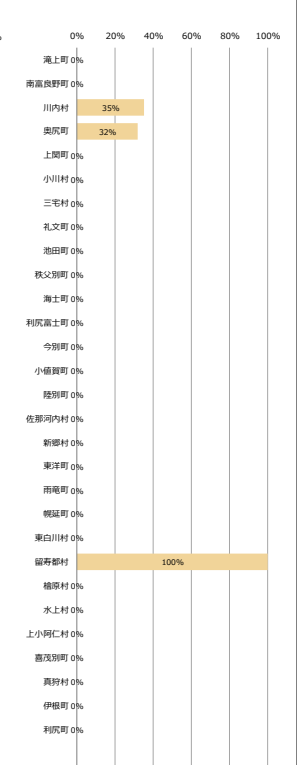 %
0% 20% 40% 60% 80% 100%
滝上町 0%
南富良野町 0%
川内村 35%
奥尻町 32%
上関町 0%
小川村 0%
三宅村 0%
礼文町 0%
池田町 0%
秩父別町 0%
海士町 0%
利尻富士町 0%
今別町 0%
小値賀町 0%
陸別町 0%
佐那河内村 0%
新郷村 0%
東洋町 0%
雨竜町 0%
幌延町 0%
東白川村 0%
留寿都村 100%
檜原村 0%
水上村 0%
上小阿仁村 0%
喜茂別町 0%
真狩村 0%
伊根町 0%
利尻町 0%